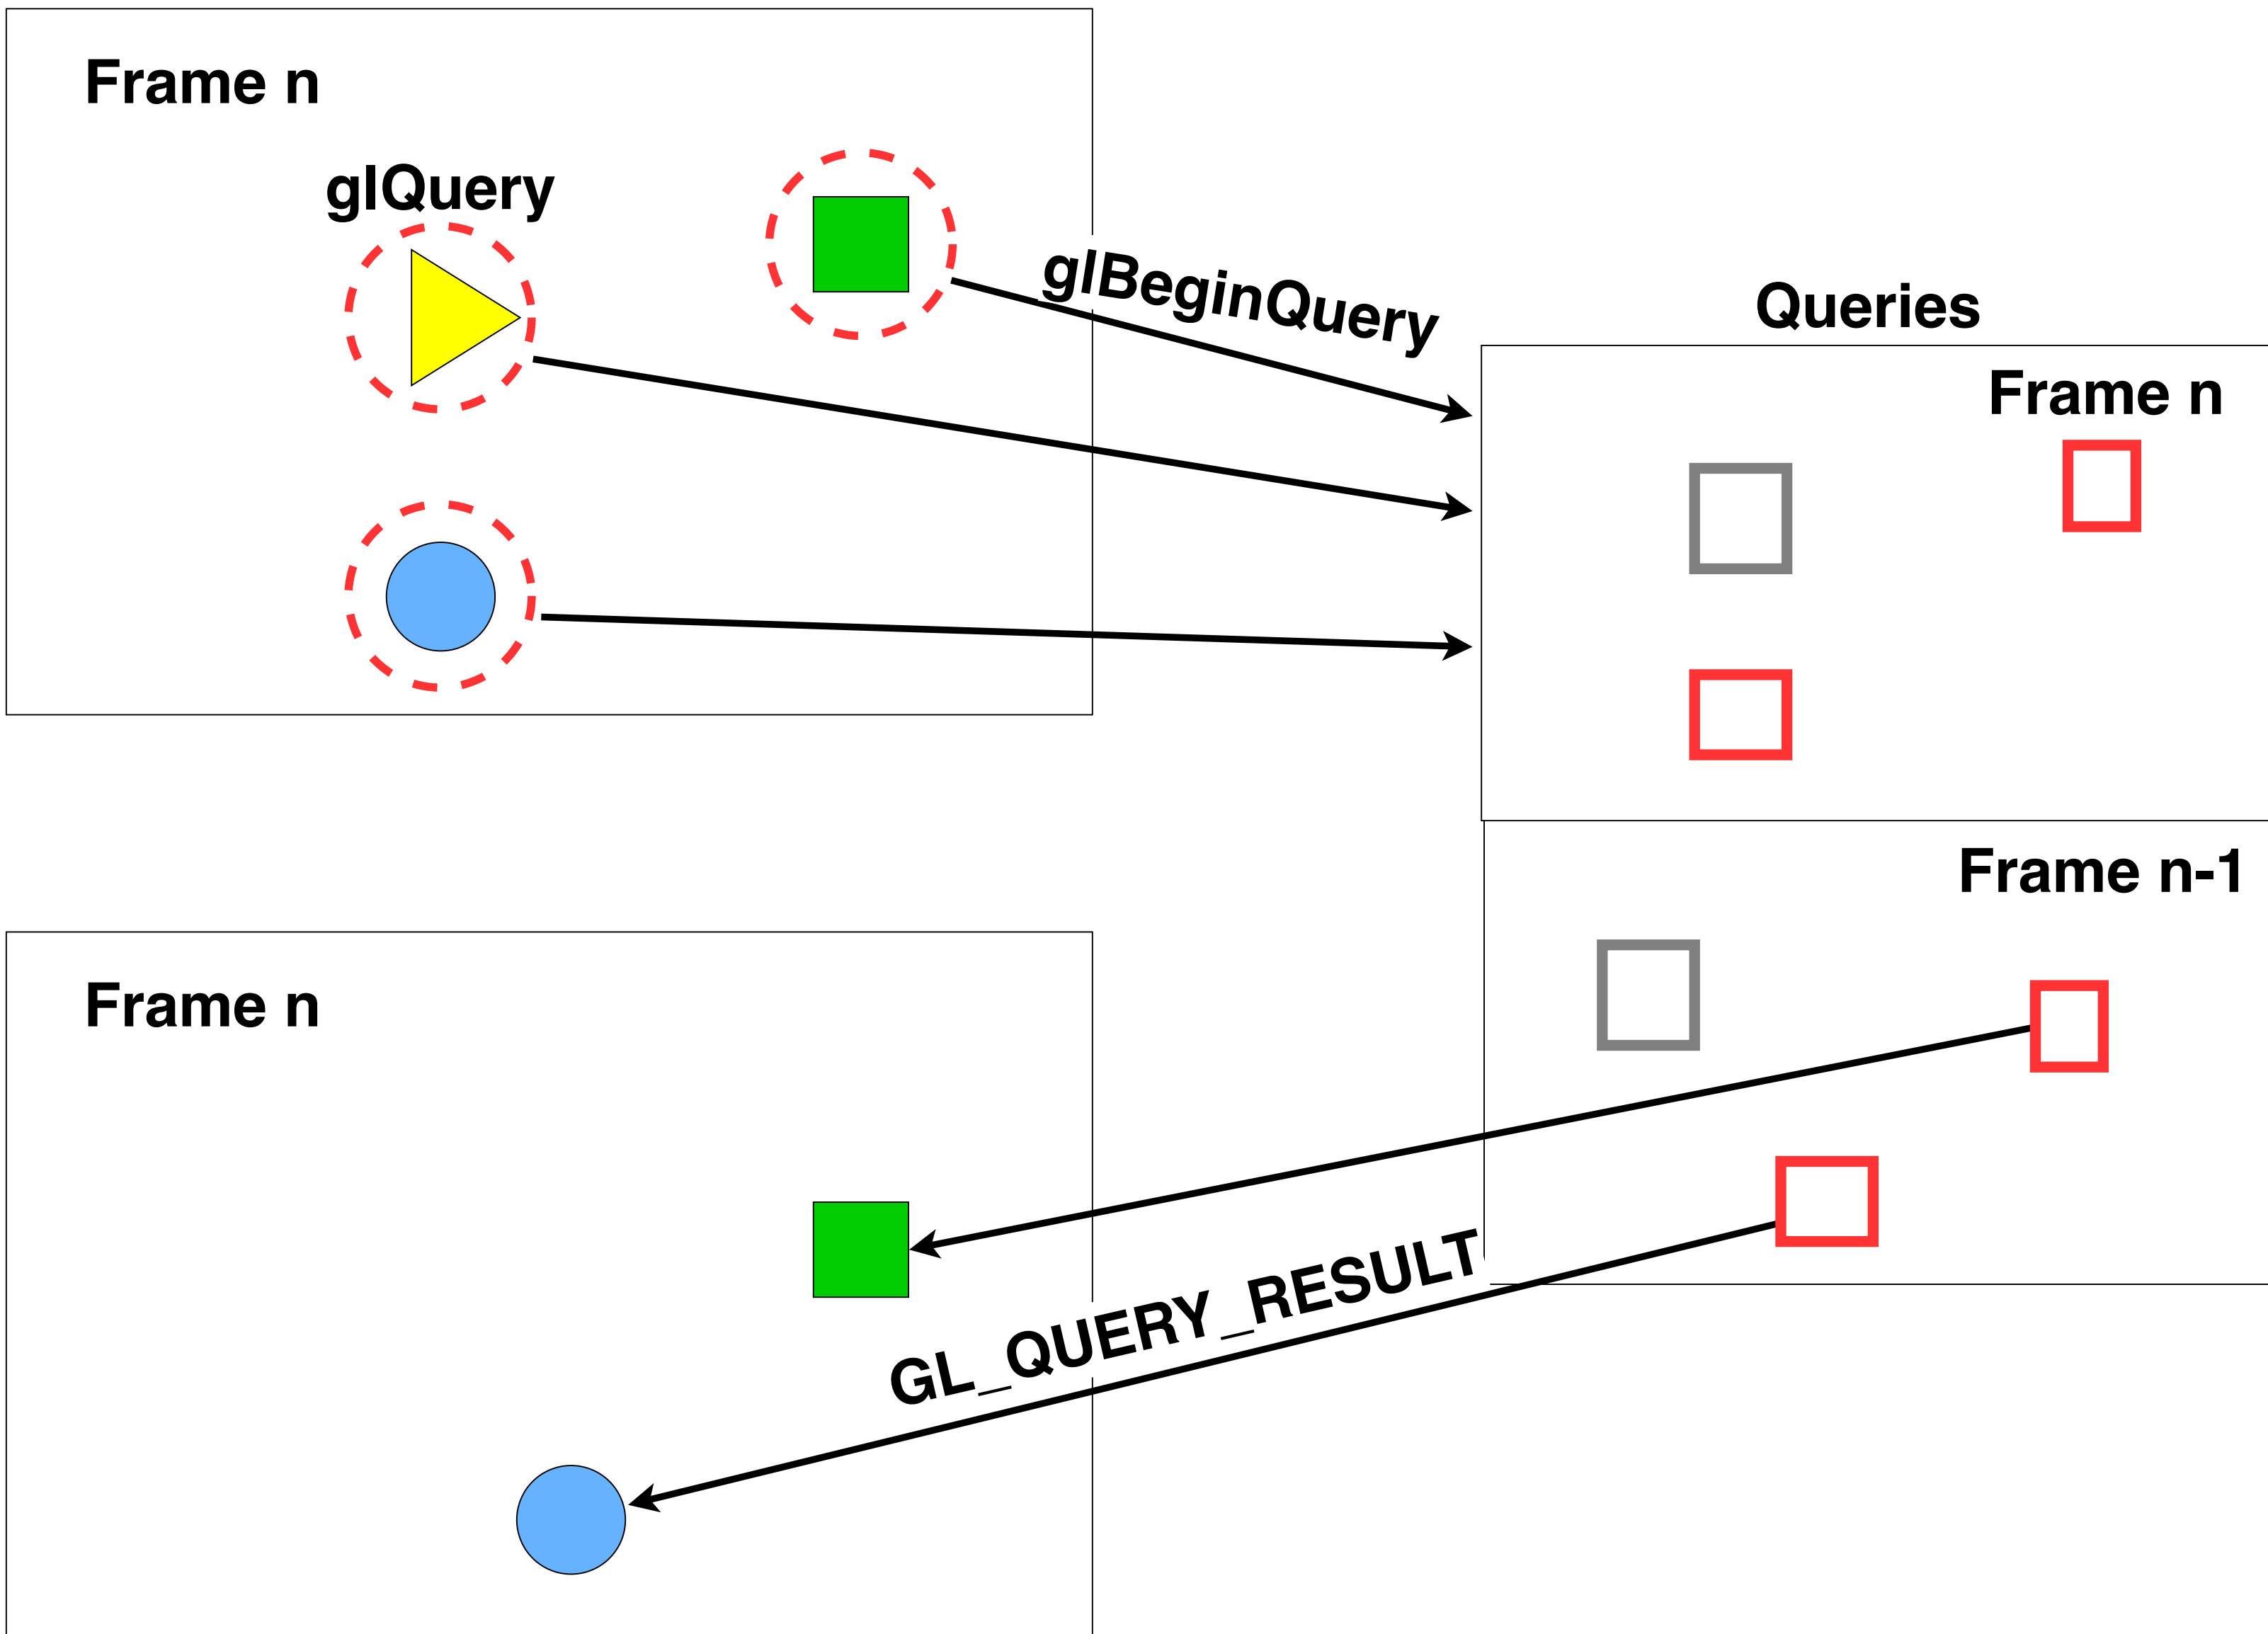 Frame n
glQuery
glBeginQuery
Queries
Frame n
Frame n-1
Frame n
GL_QUERY_RESULT